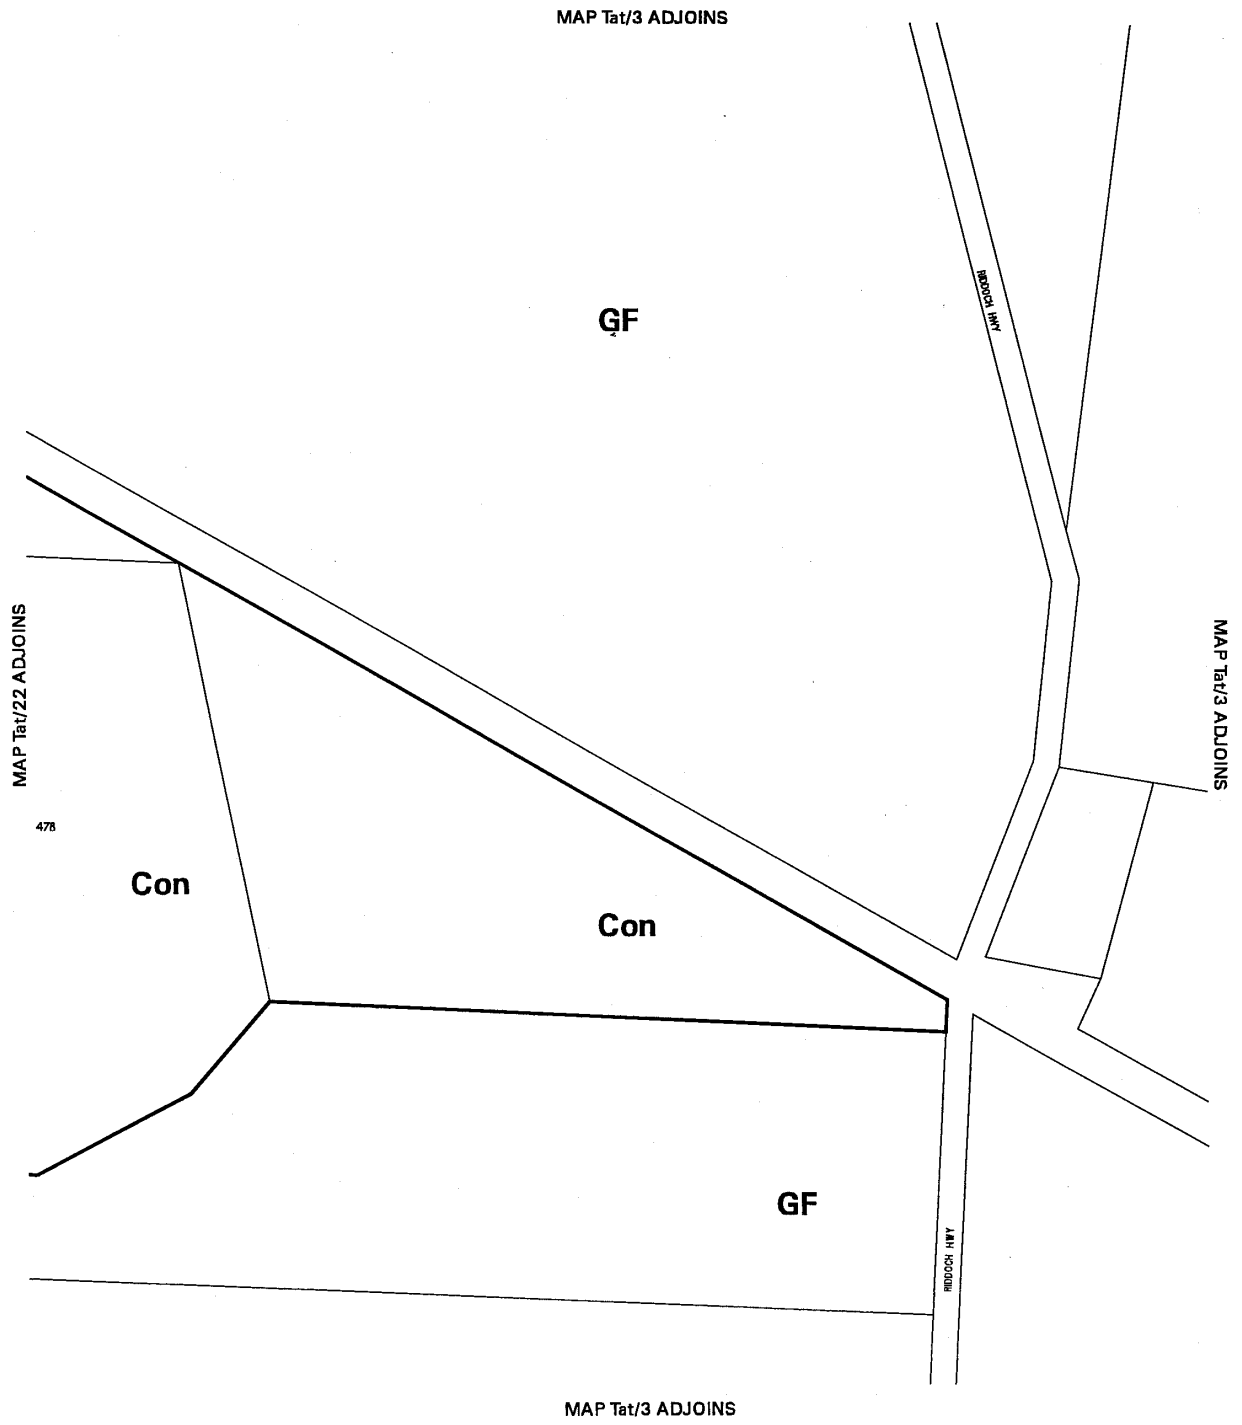 MAP Tat/3 ADJOINS
RIDDOCH HWY
GF
MAP Tat/22 ADJOINS
MAP Tat/3 ADJOINS
478
Con
Con
GF
RIDDOCH HWY
MAP Tat/3 ADJOINS